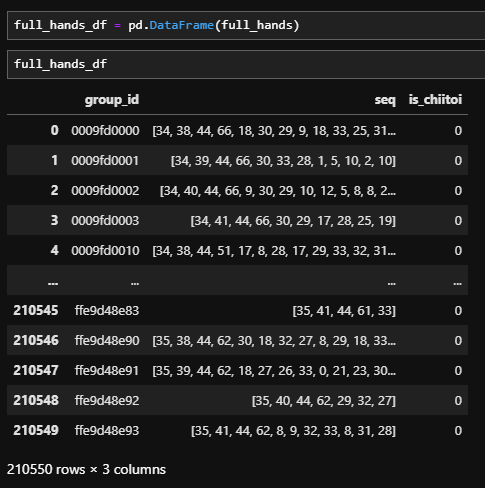 full_hands_df = pd.DataFrame(full_hands)
full_hands_df
group_id seq is_chiitoi
0 0009fd0000 [34, 38, 44, 66, 18, 30, 29, 9, 18, 33, 25, 31... 0
1 0009fd0001 [34, 39, 44, 66, 30, 33, 28, 1, 5, 10, 2, 10] 0
2 0009fd0002 [34, 40, 44, 66, 9, 30, 29, 10, 12, 5, 8, 8, 2... 0
3 0009fd0003 [34, 41, 44, 66, 30, 29, 17, 28, 25, 19] 0
4 0009fd0010 [34, 38, 44, 51, 17, 8, 28, 17, 29, 33, 32, 31... 0
... ... ... ...
210545 ffe9d48e83 [35, 41, 44, 61, 33] 0
210546 ffe9d48e90 [35, 38, 44, 62, 30, 18, 32, 27, 8, 29, 18, 33... 0
210547 ffe9d48e91 [35, 39, 44, 62, 18, 27, 26, 33, 0, 21, 23, 30... 0
210548 ffe9d48e92 [35, 40, 44, 62, 29, 32, 27] 0
210549 ffe9d48e93 [35, 41, 44, 62, 8, 9, 32, 33, 8, 31, 28] 0
210550 rows × 3 columns